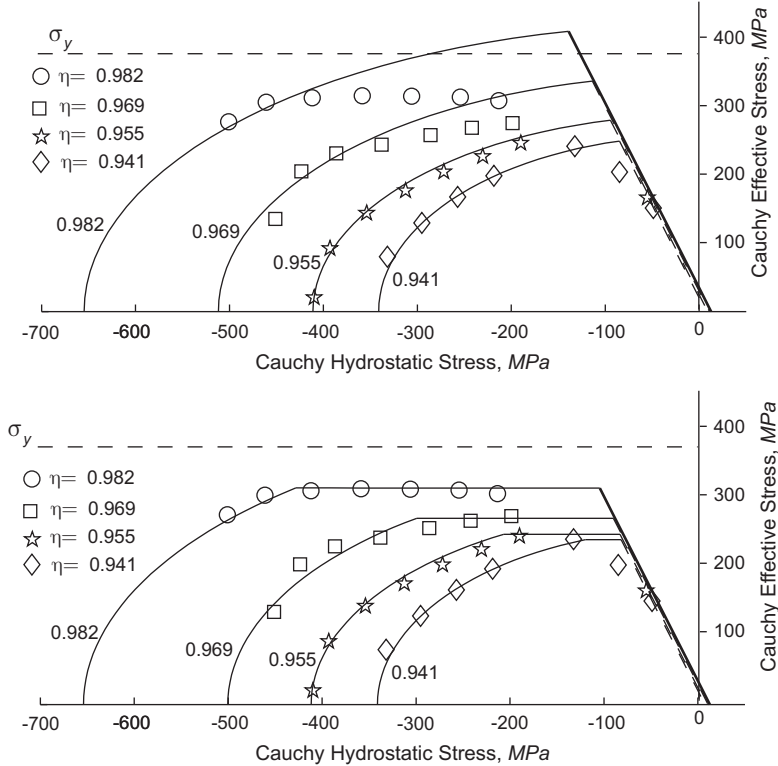 σy
η= 0.982
η= 0.969
η= 0.955
η= 0.941
0.982
0.969
0.955
0.941
400
300
200
100
Cauchy Effective Stress, MPa
-700
-600
-500
-400
-300
-200
-100
0
Cauchy Hydrostatic Stress, MPa
σy
η= 0.982
η= 0.969
η= 0.955
η= 0.941
0.982
0.969
0.955
0.941
400
300
200
100
Cauchy Effective Stress, MPa
-700
-600
-500
-400
-300
-200
-100
0
Cauchy Hydrostatic Stress, MPa